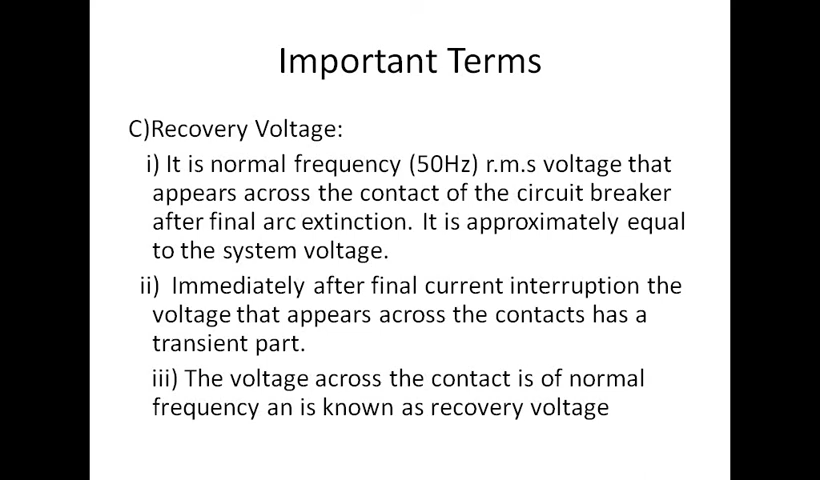 Important Terms
C)Recovery Voltage:
i) It is normal frequency (50Hz) r.m.s voltage that
appears across the contact of the circuit breaker
after final arc extinction. It is approximately equal
to the system voltage.
ii) Immediately after final current interruption the
voltage that appears across the contacts has a
transient part.
iii) The voltage across the contact is of normal
frequency an is known as recovery voltage